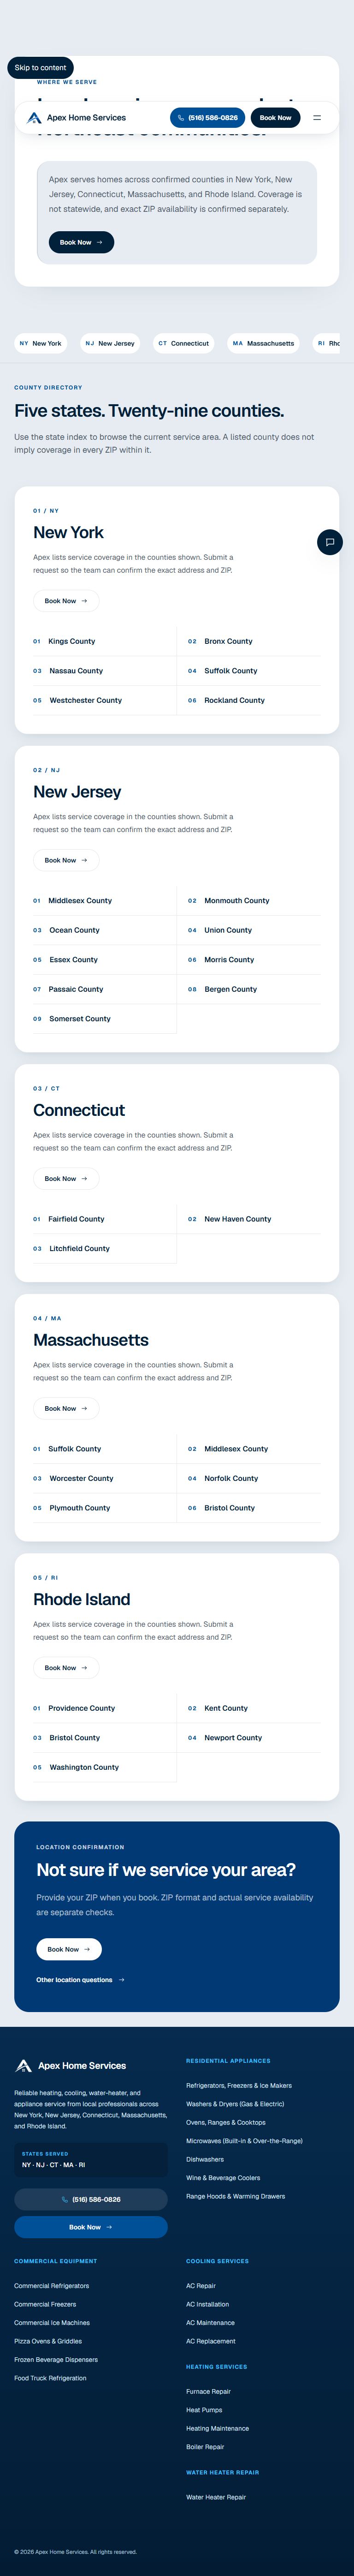 Skip to content
WHERE WE SERVE
Apex Home Services
(516) 586-0826
Book Now
Northeast communities.
Apex serves homes across confirmed counties in New York, New
Jersey, Connecticut, Massachusetts, and Rhode Island. Coverage is
not statewide, and exact ZIP availability is confirmed separately.
Book Now
NY New York
NJ New Jersey
CT Connecticut
MA Massachusetts
RI
COUNTY DIRECTORY
Five states. Twenty-nine counties.
Use the state index to browse the current service area. A listed county does not
imply coverage in every ZIP within it.
01 / NY
New York
Apex lists service coverage in the counties shown. Submit a
request so the team can confirm the exact address and ZIP.
Book Now
01 Kings County
02 Bronx County
03 Nassau County
04 Suffolk County
05 Westchester County
06 Rockland County
02 / NJ
New Jersey
Apex lists service coverage in the counties shown. Submit a
request so the team can confirm the exact address and ZIP.
Book Now
01 Middlesex County
02 Monmouth County
03 Ocean County
04 Union County
05 Essex County
06 Morris County
07 Passaic County
08 Bergen County
09 Somerset County
03 / CT
Connecticut
Apex lists service coverage in the counties shown. Submit a
request so the team can confirm the exact address and ZIP.
Book Now
01 Fairfield County
02 New Haven County
03 Litchfield County
04 / MA
Massachusetts
Apex lists service coverage in the counties shown. Submit a
request so the team can confirm the exact address and ZIP.
Book Now
01 Suffolk County
02 Middlesex County
03 Worcester County
04 Norfolk County
05 Plymouth County
06 Bristol County
05 / RI
Rhode Island
Apex lists service coverage in the counties shown. Submit a
request so the team can confirm the exact address and ZIP.
Book Now
01 Providence County
02 Kent County
03 Bristol County
04 Newport County
05 Washington County
LOCATION CONFIRMATION
Not sure if we service your area?
Provide your ZIP when you book. ZIP format and actual service availability
are separate checks.
Book Now
Other location questions
Apex Home Services
Reliable heating, cooling, water-heater, and
appliance service from local professionals across
New York, New Jersey, Connecticut, Massachusetts,
and Rhode Island.
STATES SERVED
NY · NJ · CT · MA · RI
(516) 586-0826
Book Now
RESIDENTIAL APPLIANCES
Refrigerators, Freezers & Ice Makers
Washers & Dryers (Gas & Electric)
Ovens, Ranges & Cooktops
Microwaves (Built-in & Over-the-Range)
Dishwashers
Wine & Beverage Coolers
Range Hoods & Warming Drawers
COMMERCIAL EQUIPMENT
Commercial Refrigerators
Commercial Freezers
Commercial Ice Machines
Pizza Ovens & Griddles
Frozen Beverage Dispensers
Food Truck Refrigeration
COOLING SERVICES
AC Repair
AC Installation
AC Maintenance
AC Replacement
HEATING SERVICES
Furnace Repair
Heat Pumps
Heating Maintenance
Boiler Repair
WATER HEATER REPAIR
Water Heater Repair
© 2026 Apex Home Services. All rights reserved.